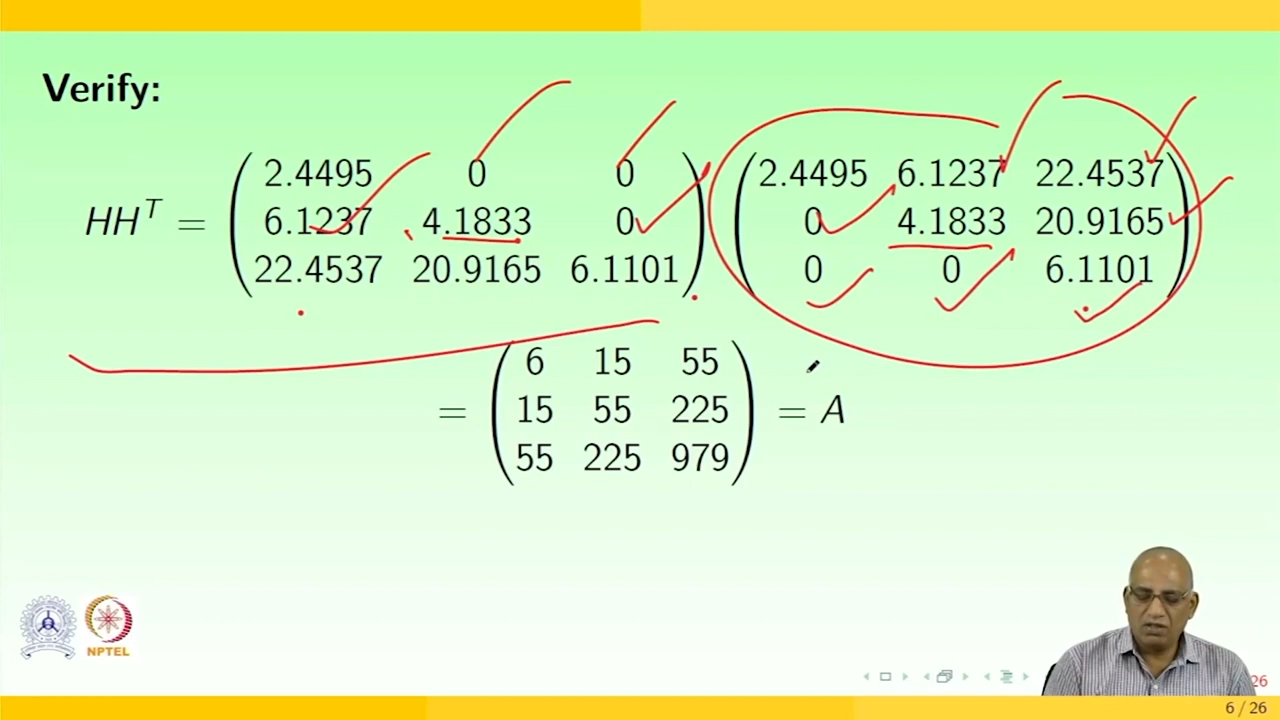 Verify:
HH^T = ( 2.4495 0 0 ) ( 2.4495 6.1237 22.4537 )
( 6.1237 4.1833 0 ) ( 0 4.1833 20.9165 )
( 22.4537 20.9165 6.1101 ) ( 0 0 6.1101 )
( 6 15 55 )
= ( 15 55 225 ) = A
( 55 225 979 )
NPTEL
26
6 / 26